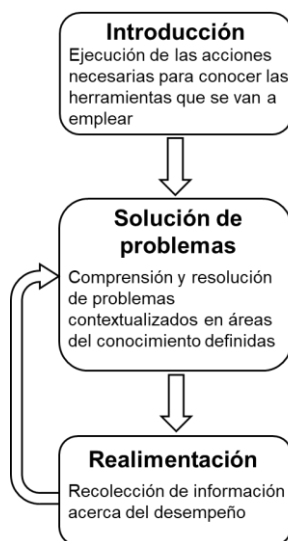 Introducción
Ejecución de las acciones
necesarias para conocer las
herramientas que se van a
emplear
Solución de
problemas
Comprensión y resolución
de problemas
contextualizados en áreas
del conocimiento definidas
Realimentación
Recolección de información
acerca del desempeño